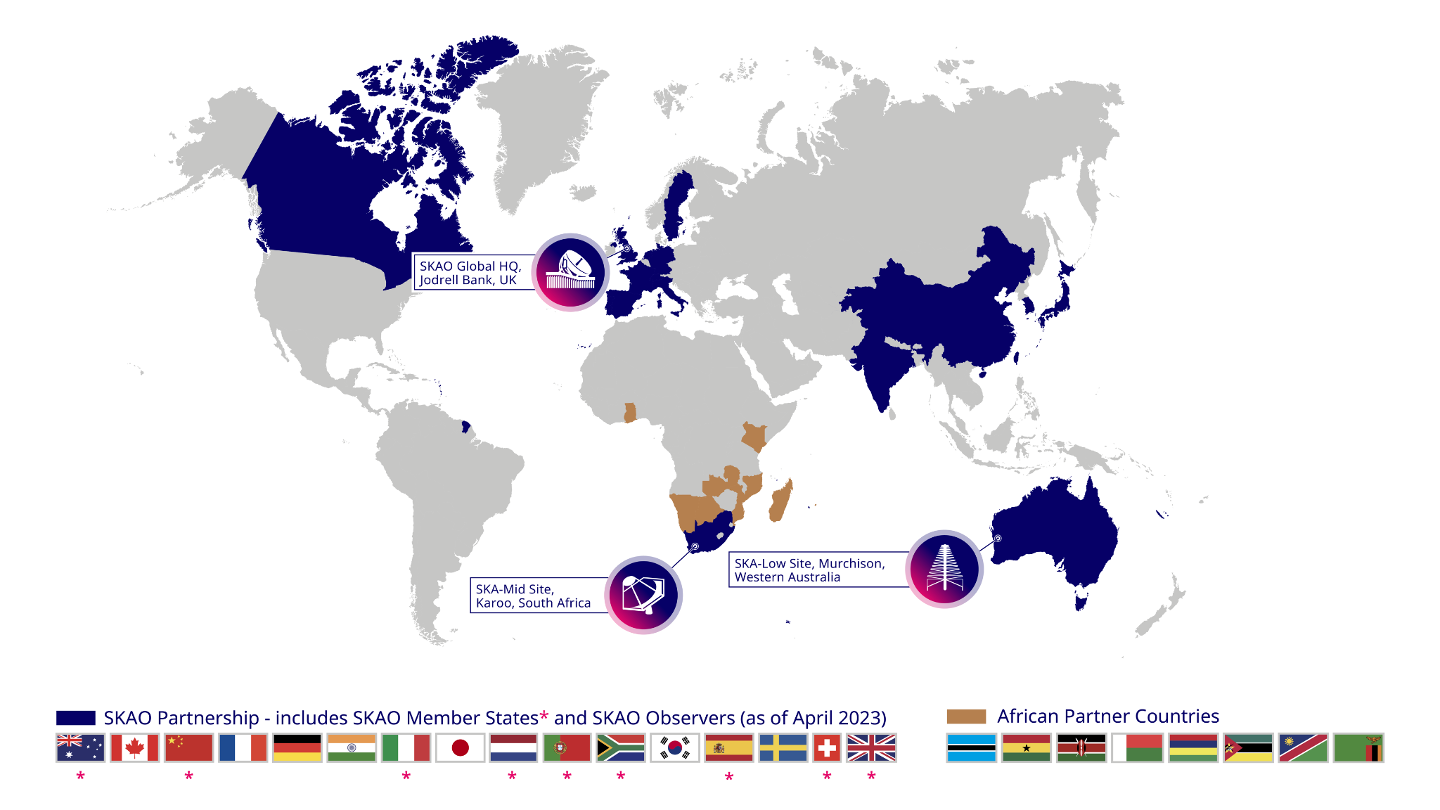 SKAO Global HQ,
Jodrell Bank, UK
SKA-Low Site, Murchison,
Western Australia
SKA-Mid Site,
Karoo, South Africa
SKAO Partnership - includes SKAO Member States* and SKAO Observers (as of April 2023)
African Partner Countries
* * * * * * * * *